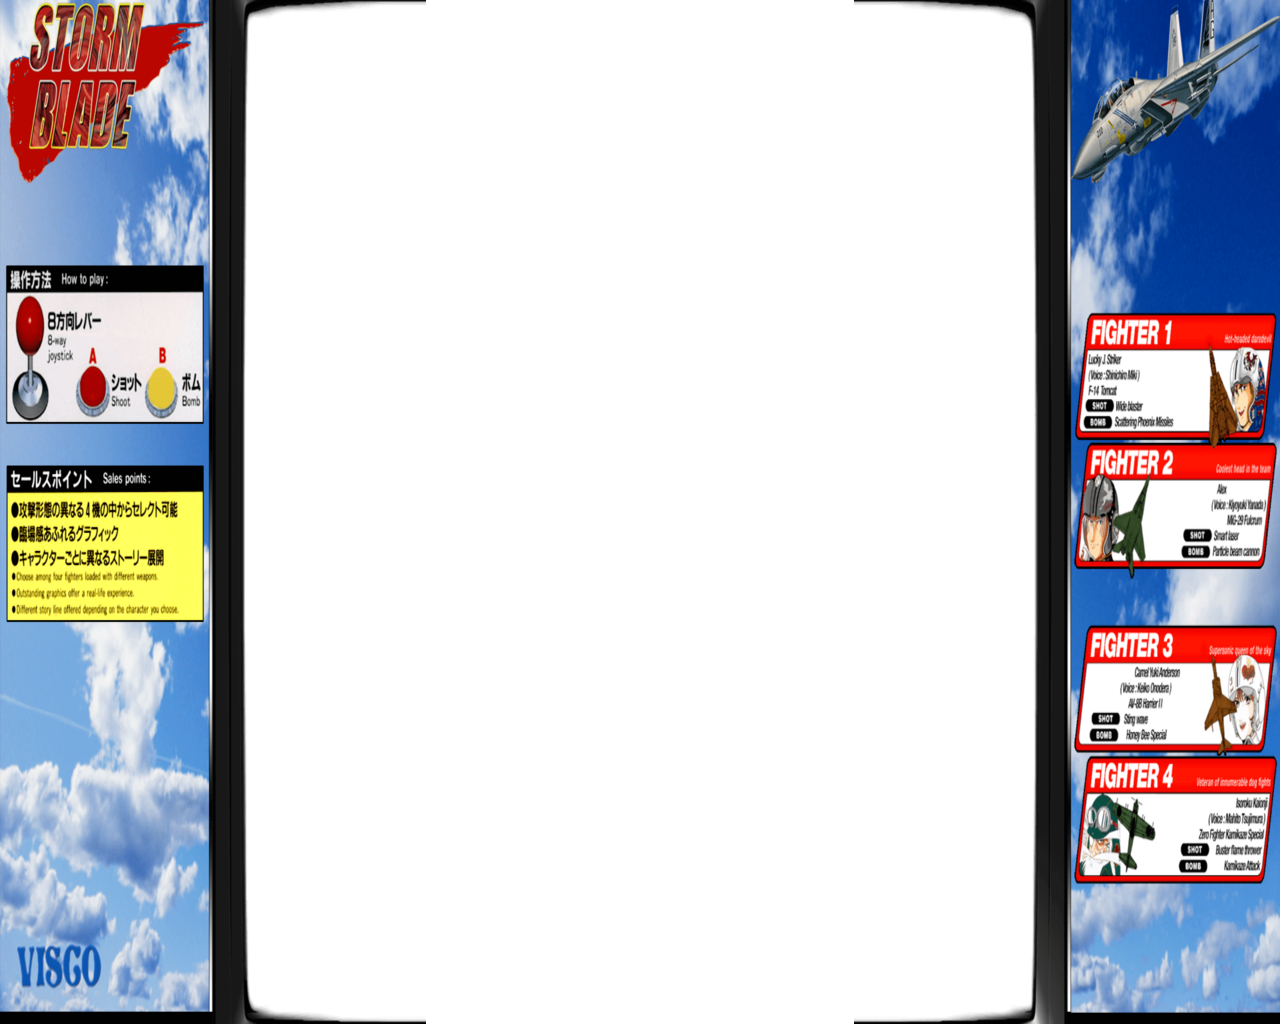 STORM
BLADE
操作方法 How to play :
8方向レバー
8-way
joystick
A
ショット
Shoot
B
ボム
Bomb
セールスポイント Sales points :
●攻撃形態の異なる4機の中からセレクト可能
●臨場感あふれるグラフィック
●キャラクターごとに異なるストーリー展開
●Choose among four fighters loaded with different weapons.
●Outstanding graphics offer a real-life experience.
●Different story line offered depending on the character you choose.
VISCO
FIGHTER 1
Hot-headed daredevil
Lucky J. Striker
(Voice : Shinichiro Miki)
F-14 Tomcat
SHOT Wide blaster
BOMB Scattering Phoenix Missiles
FIGHTER 2
Coolest head in the team
Alex
(Voice : Kiyoyuki Yanada)
MiG-29 Fulcrum
SHOT Smart laser
BOMB Particle beam cannon
FIGHTER 3
Supersonic queen of the sky
Camel Yuki Anderson
(Voice : Keiko Onodera)
AV-8B Harrier II
SHOT Sting wave
BOMB Honey Bee Special
FIGHTER 4
Veteran of innumerable dog fights
Isoroku Kaionji
(Voice : Mahito Tsujimura)
Zero Fighter Kamikaze Special
SHOT Buster flame thrower
BOMB Kamikaze Attack